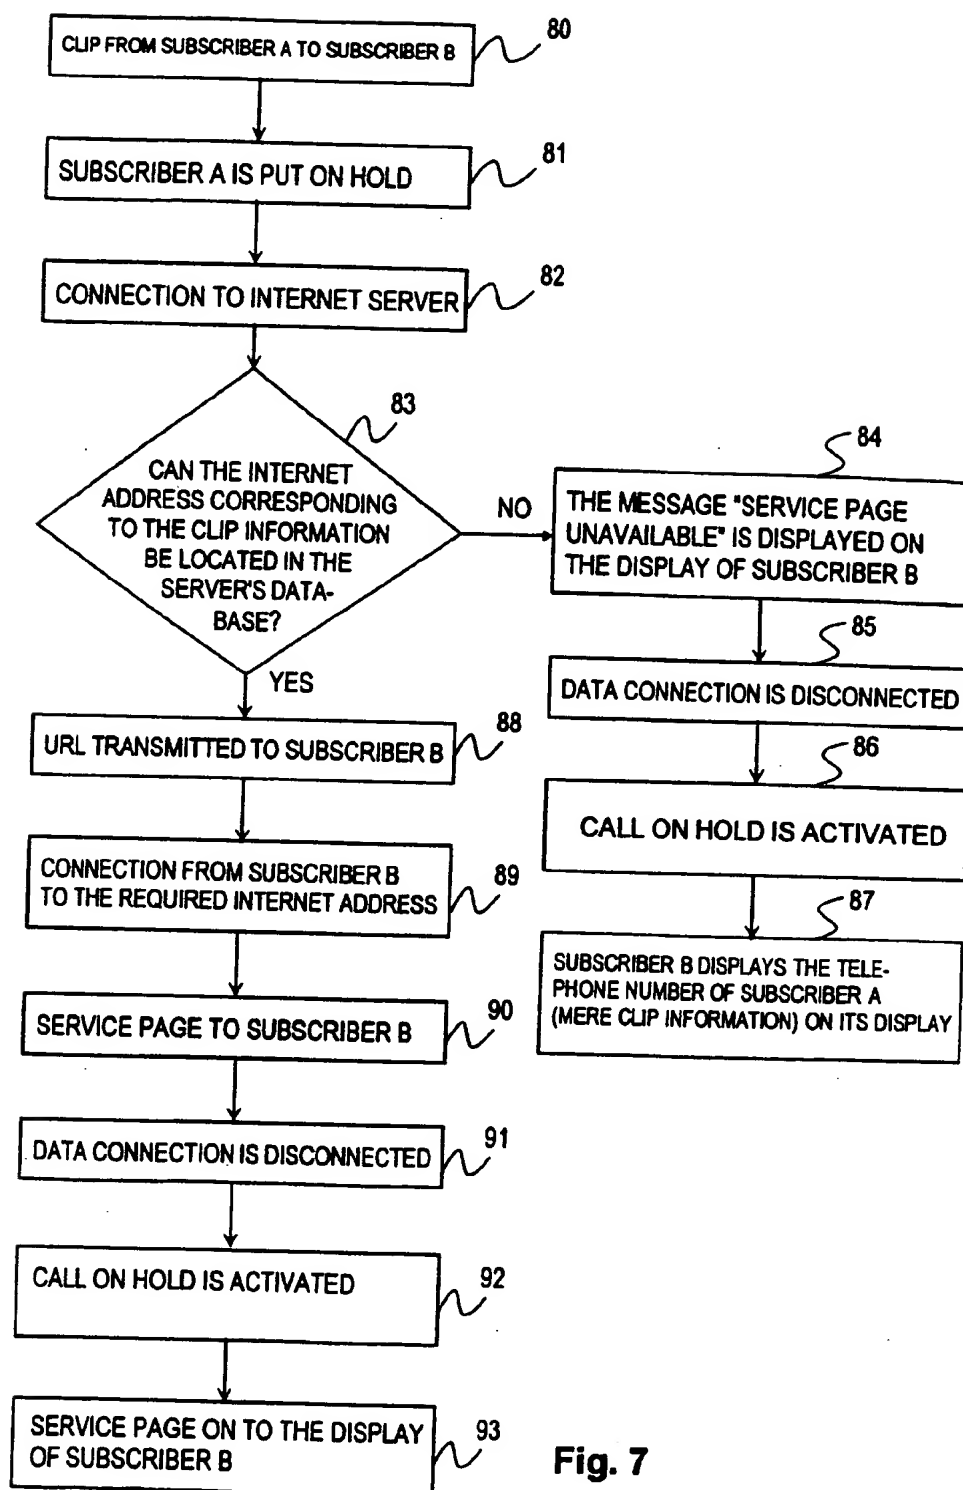 CLIP FROM SUBSCRIBER A TO SUBSCRIBER B
80
SUBSCRIBER A IS PUT ON HOLD
81
CONNECTION TO INTERNET SERVER
82
83
CAN THE INTERNET
ADDRESS CORRESPONDING
TO THE CLIP INFORMATION
BE LOCATED IN THE
SERVER'S DATA-
BASE?
NO
YES
84
THE MESSAGE "SERVICE PAGE
UNAVAILABLE" IS DISPLAYED ON
THE DISPLAY OF SUBSCRIBER B
85
DATA CONNECTION IS DISCONNECTED
86
CALL ON HOLD IS ACTIVATED
87
SUBSCRIBER B DISPLAYS THE TELE-
PHONE NUMBER OF SUBSCRIBER A
(MERE CLIP INFORMATION) ON ITS DISPLAY
URL TRANSMITTED TO SUBSCRIBER B
88
CONNECTION FROM SUBSCRIBER B
TO THE REQUIRED INTERNET ADDRESS
89
SERVICE PAGE TO SUBSCRIBER B
90
DATA CONNECTION IS DISCONNECTED
91
CALL ON HOLD IS ACTIVATED
92
SERVICE PAGE ON TO THE DISPLAY
OF SUBSCRIBER B
93
Fig. 7